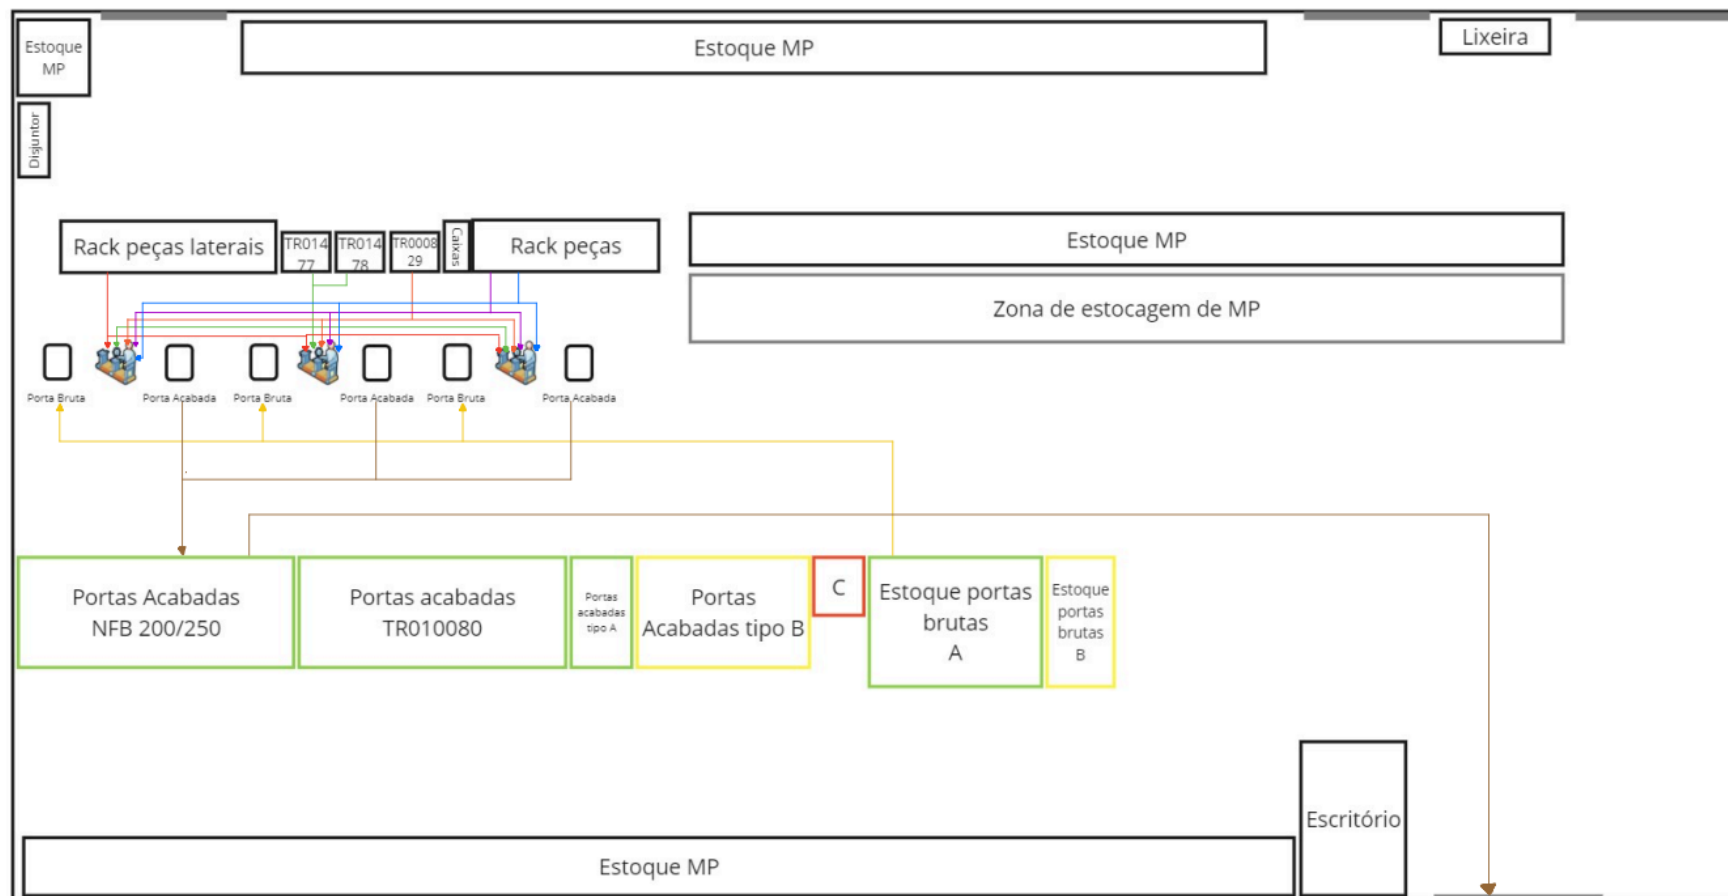 Estoque
MP
Estoque MP
Lixeira
Disjuntor
Rack peças laterais
TR014
77
TR014
78
TR0008
29
Caixas
Rack peças
Estoque MP
Zona de estocagem de MP
Porta Bruta
Porta Acabada
Porta Bruta
Porta Acabada
Porta Bruta
Porta Acabada
Portas Acabadas
NFB 200/250
Portas acabadas
TR010080
Portas
acabadas
tipo A
Portas
Acabadas tipo B
C
Estoque portas
brutas
A
Estoque
portas
brutas
B
Escritório
Estoque MP